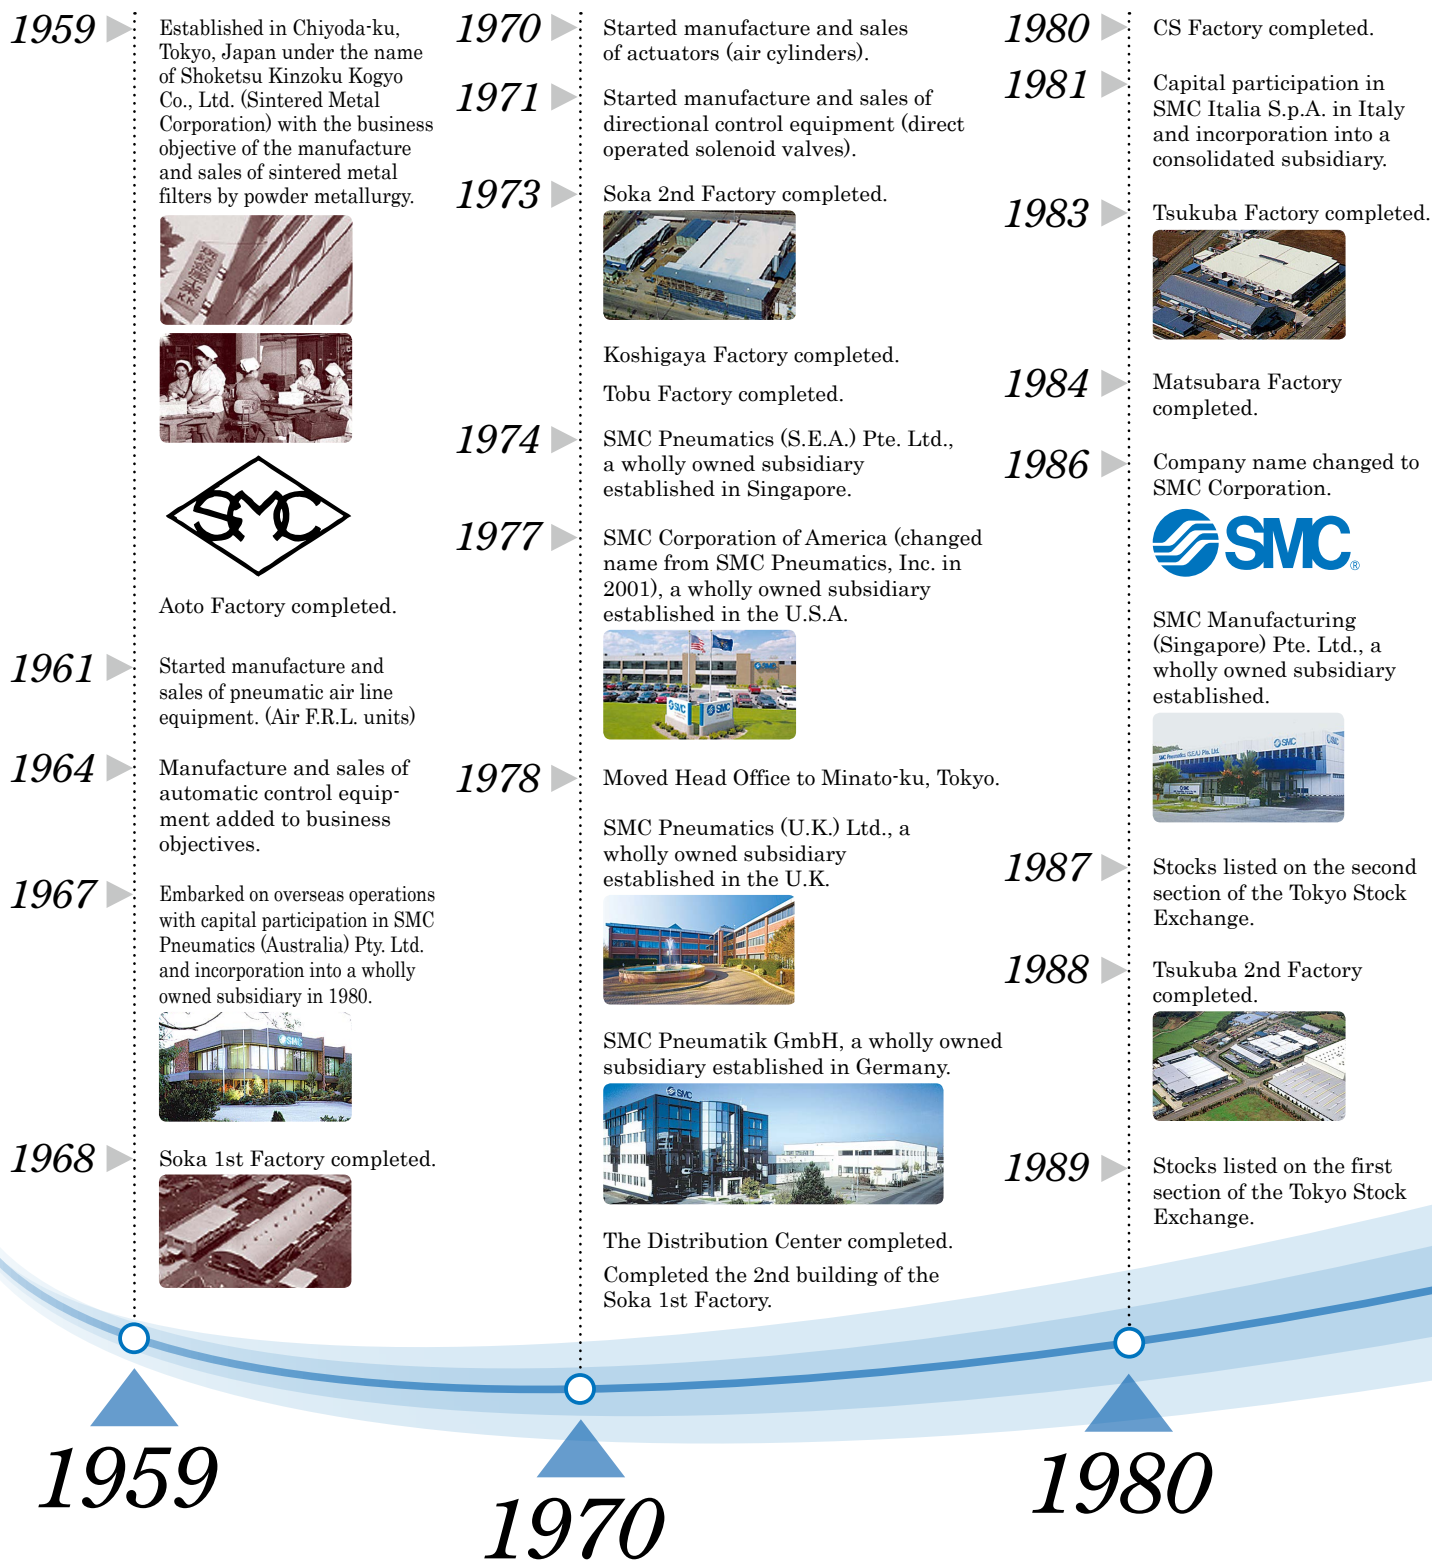 1959
Established in Chiyoda-ku,
Tokyo, Japan under the name
of Shoketsu Kinzoku Kogyo
Co., Ltd. (Sintered Metal
Corporation) with the business
objective of the manufacture
and sales of sintered metal
filters by powder metallurgy.
SMC
Aoto Factory completed.
1961
Started manufacture and
sales of pneumatic air line
equipment. (Air F.R.L. units)
1964
Manufacture and sales of
automatic control equip-
ment added to business
objectives.
1967
Embarked on overseas operations
with capital participation in SMC
Pneumatics (Australia) Pty. Ltd.
and incorporation into a wholly
owned subsidiary in 1980.
SMC
1968
Soka 1st Factory completed.
1970
Started manufacture and sales
of actuators (air cylinders).
1971
Started manufacture and sales of
directional control equipment (direct
operated solenoid valves).
1973
Soka 2nd Factory completed.
Koshigaya Factory completed.
Tobu Factory completed.
1974
SMC Pneumatics (S.E.A.) Pte. Ltd.,
a wholly owned subsidiary
established in Singapore.
1977
SMC Corporation of America (changed
name from SMC Pneumatics, Inc. in
2001), a wholly owned subsidiary
established in the U.S.A.
SMC
SMC
SMC
1978
Moved Head Office to Minato-ku, Tokyo.
SMC Pneumatics (U.K.) Ltd., a
wholly owned subsidiary
established in the U.K.
SMC Pneumatik GmbH, a wholly owned
subsidiary established in Germany.
SMC
The Distribution Center completed.
Completed the 2nd building of the
Soka 1st Factory.
1980
CS Factory completed.
1981
Capital participation in
SMC Italia S.p.A. in Italy
and incorporation into a
consolidated subsidiary.
1983
Tsukuba Factory completed.
1984
Matsubara Factory
completed.
1986
Company name changed to
SMC Corporation.
SMC®
SMC Manufacturing
(Singapore) Pte. Ltd., a
wholly owned subsidiary
established.
SMC Pneumatics (S.E.A.) Pte. Ltd.
SMC
SMC
SMC
1987
Stocks listed on the second
section of the Tokyo Stock
Exchange.
1988
Tsukuba 2nd Factory
completed.
1989
Stocks listed on the first
section of the Tokyo Stock
Exchange.
1959
1970
1980